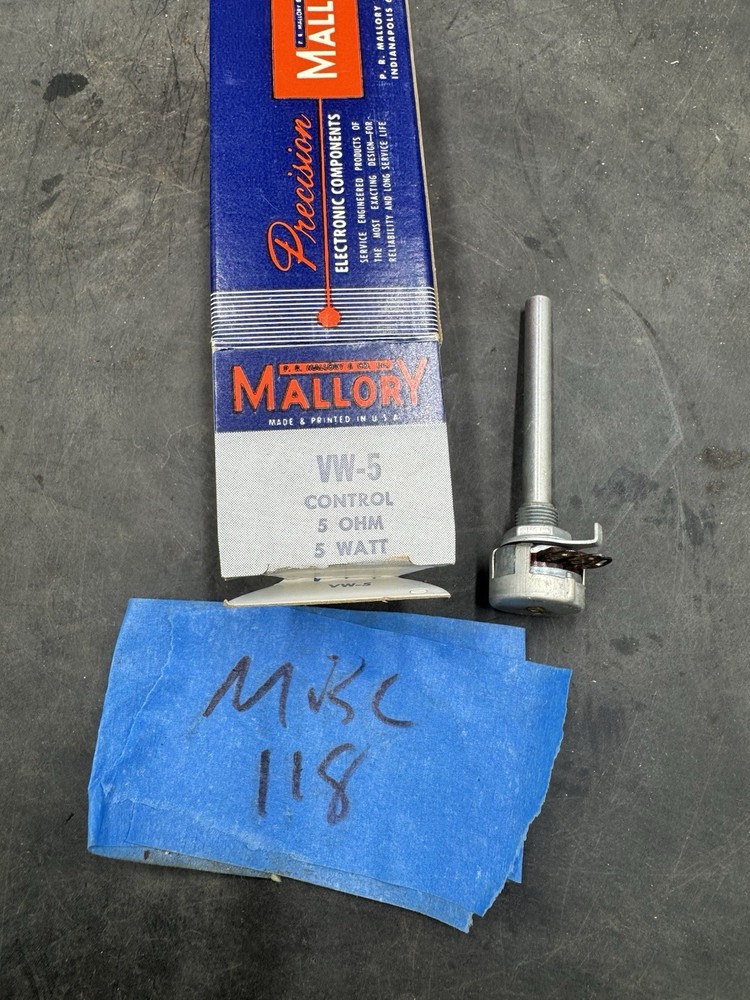 MALL
P. R. MALLORY
INDIANAPOLIS
Precision
ELECTRONIC COMPONENTS
SERVICE ENGINEERED PRODUCTS OF
THE MOST EXACTING DESIGN—FOR
RELIABILITY AND LONG SERVICE LIFE
P. R. MALLORY & CO. INC.
MALLORY
MADE & PRINTED IN U.S.A.
VW-5
CONTROL
5 OHM
5 WATT
VW-5
MBC
118